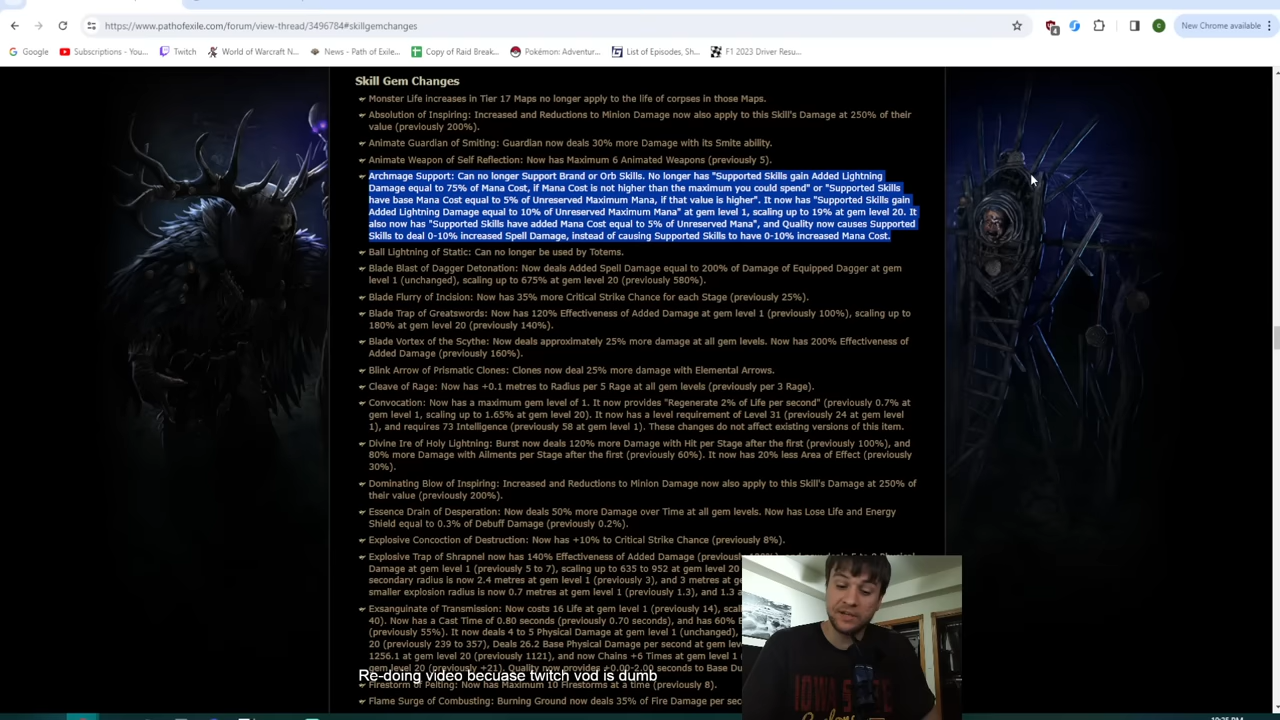 https://www.pathofexile.com/forum/view-thread/3496784#skillgemchanges
4
c
New Chrome available
Google
Subscriptions - You...
Twitch
World of Warcraft N...
News - Path of Exile...
Copy of Raid Break...
Pokémon: Adventur...
List of Episodes, Sh...
F1 2023 Driver Resu...
Skill Gem Changes
Monster Life increases in Tier 17 Maps no longer apply to the life of corpses in those Maps.
Absolution of Inspiring: Increased and Reductions to Minion Damage now also apply to this Skill's Damage at 250% of their
value (previously 200%).
Animate Guardian of Smiting: Guardian now deals 30% more Damage with its Smite ability.
Animate Weapon of Self Reflection: Now has Maximum 6 Animated Weapons (previously 5).
Archmage Support: Can no longer Support Brand or Orb Skills. No longer has "Supported Skills gain Added Lightning
Damage equal to 75% of Mana Cost, if Mana Cost is not higher than the maximum you could spend" or "Supported Skills
have base Mana Cost equal to 5% of Unreserved Maximum Mana, if that value is higher". It now has "Supported Skills gain
Added Lightning Damage equal to 10% of Unreserved Maximum Mana" at gem level 1, scaling up to 19% at gem level 20. It
also now has "Supported Skills have added Mana Cost equal to 5% of Unreserved Mana", and Quality now causes Supported
Skills to deal 0-10% increased Spell Damage, instead of causing Supported Skills to have 0-10% increased Mana Cost.
Ball Lightning of Static: Can no longer be used by Totems.
Blade Blast of Dagger Detonation: Now deals Added Spell Damage equal to 200% of Damage of Equipped Dagger at gem
level 1 (unchanged), scaling up to 675% at gem level 20 (previously 580%).
Blade Flurry of Incision: Now has 35% more Critical Strike Chance for each Stage (previously 25%).
Blade Trap of Greatswords: Now has 120% Effectiveness of Added Damage at gem level 1 (previously 100%), scaling up to
180% at gem level 20 (previously 140%).
Blade Vortex of the Scythe: Now deals approximately 25% more damage at all gem levels. Now has 200% Effectiveness of
Added Damage (previously 160%).
Blink Arrow of Prismatic Clones: Clones now deal 25% more damage with Elemental Arrows.
Cleave of Rage: Now has +0.1 metres to Radius per 5 Rage at all gem levels (previously per 3 Rage).
Convocation: Now has a maximum gem level of 1. It now provides "Regenerate 2% of Life per second" (previously 0.7% at
gem level 1, scaling up to 1.65% at gem level 20). It now has a level requirement of Level 31 (previously 24 at gem level
1), and requires 73 Intelligence (previously 58 at gem level 1). These changes do not affect existing versions of this item.
Divine Ire of Holy Lightning: Burst now deals 120% more Damage with Hit per Stage after the first (previously 100%), and
80% more Damage with Ailments per Stage after the first (previously 60%). It now has 20% less Area of Effect (previously
30%).
Dominating Blow of Inspiring: Increased and Reductions to Minion Damage now also apply to this Skill's Damage at 250% of
their value (previously 200%).
Essence Drain of Desperation: Now deals 50% more Damage over Time at all gem levels. Now has Lose Life and Energy
Shield equal to 0.3% of Debuff Damage (previously 0.2%).
Explosive Concoction of Destruction: Now has +10% to Critical Strike Chance (previously 8%).
Explosive Trap of Shrapnel now has 140% Effectiveness of Added Damage
Damage at gem level 1 (previously 5 to 7), scaling up to 635 to 952 at gem level 20
secondary radius is now 2.4 metres at gem level 1 (previously 3), and 3 metres at ge
smaller explosion radius is now 0.7 metres at gem level 1 (previously 1.3), and 1.3
Exsanguinate of Transmission: Now costs 16 Life at gem level 1 (previously 14), scal
40). Now has a Cast Time of 0.80 seconds (previously 0.70 seconds), and has 60% E
(previously 55%). It now deals 4 to 5 Physical Damage at gem level 1 (unchanged),
20 (previously 239 to 357), Deals 26.2 Base Physical Damage per second at gem lev
1256.1 at gem level 20 (previously 1121), and now Chains +6 Times at gem level 1
gem level 20 (previously +21). Quality now provides +0.00-2.00 seconds to Base Du
Re-doing video becuase twitch vod is dumb
Firestorm of Pelting: Now has Maximum 10 Firestorms at a time (previously 8).
Flame Surge of Combusting: Burning Ground now deals 35% of Fire Damage per sec
IOWA STATE